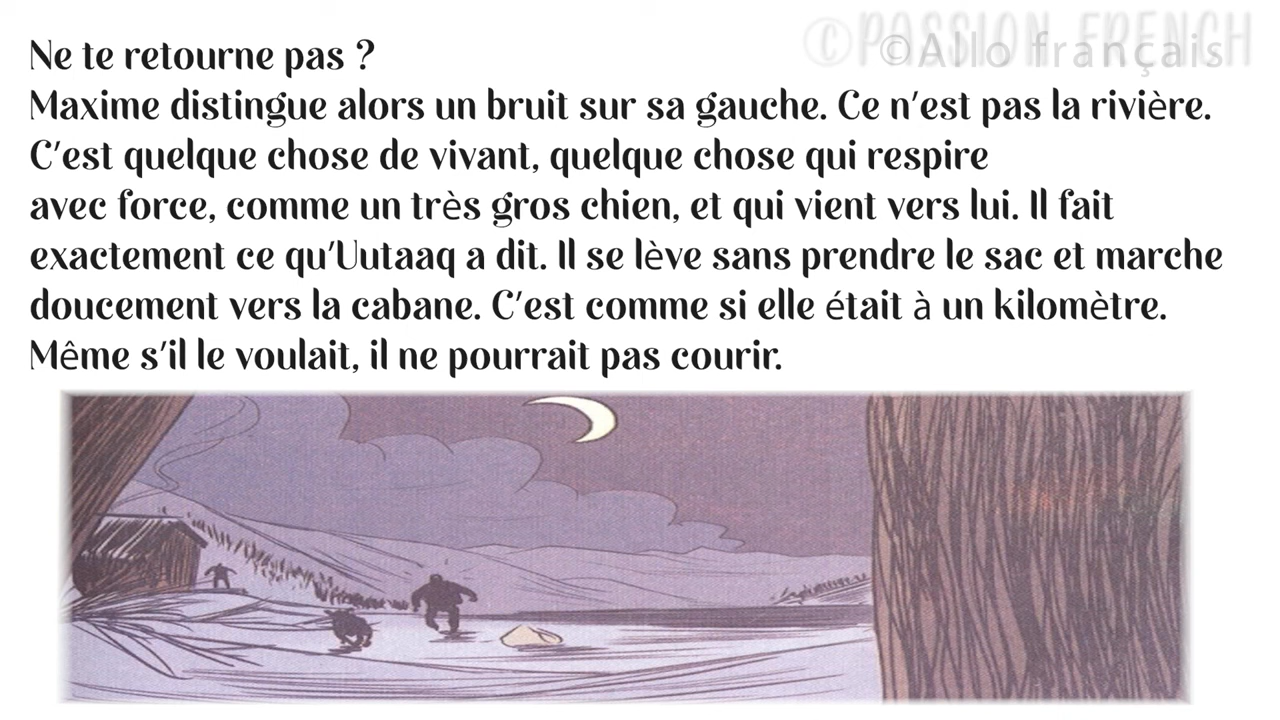 ©PASSION FRENCH
©Allo français
Ne te retourne pas ?
Maxime distingue alors un bruit sur sa gauche. Ce n'est pas la rivière.
C'est quelque chose de vivant, quelque chose qui respire
avec force, comme un très gros chien, et qui vient vers lui. Il fait
exactement ce qu'Uutaaq a dit. Il se lève sans prendre le sac et marche
doucement vers la cabane. C'est comme si elle était à un kilomètre.
Même s'il le voulait, il ne pourrait pas courir.